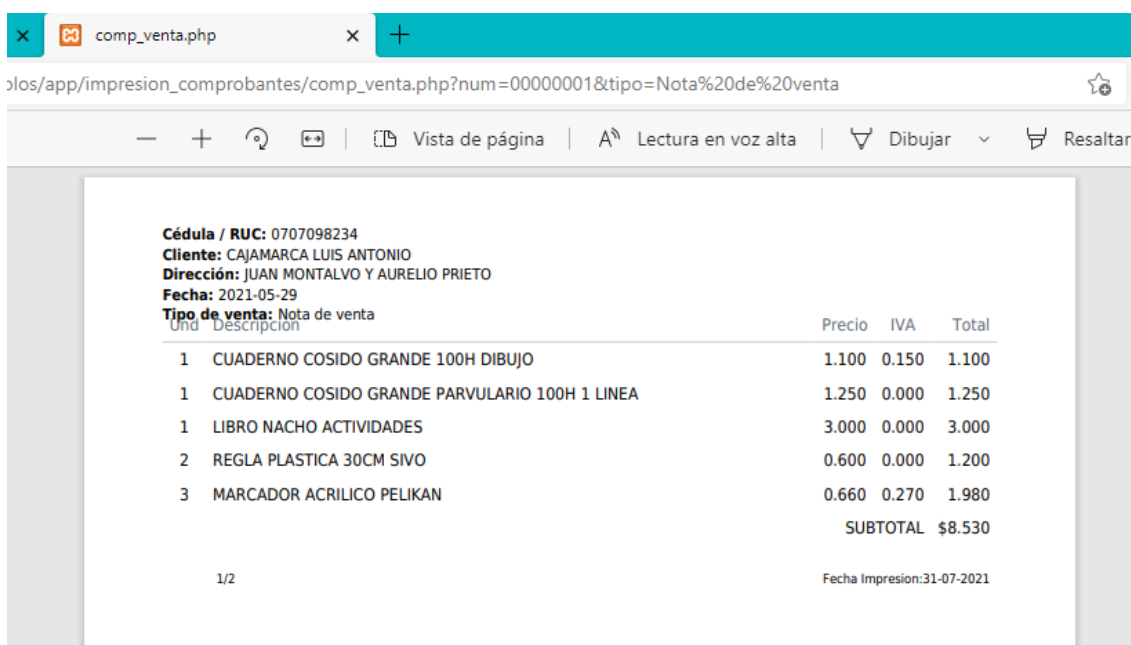 comp_venta.php
olos/app/impresion_comprobantes/comp_venta.php?num=00000001&tipo=Nota%20de%20venta
Vista de página Lectura en voz alta Dibujar Resaltar
Cédula / RUC: 0707098234
Cliente: CAJAMARCA LUIS ANTONIO
Dirección: JUAN MONTALVO Y AURELIO PRIETO
Fecha: 2021-05-29
Tipo de venta: Nota de venta
Und Descripción Precio IVA Total
1 CUADERNO COSIDO GRANDE 100H DIBUJO 1.100 0.150 1.100
1 CUADERNO COSIDO GRANDE PARVULARIO 100H 1 LINEA 1.250 0.000 1.250
1 LIBRO NACHO ACTIVIDADES 3.000 0.000 3.000
2 REGLA PLASTICA 30CM SIVO 0.600 0.000 1.200
3 MARCADOR ACRILICO PELIKAN 0.660 0.270 1.980
SUBTOTAL $8.530
1/2 Fecha Impresion:31-07-2021